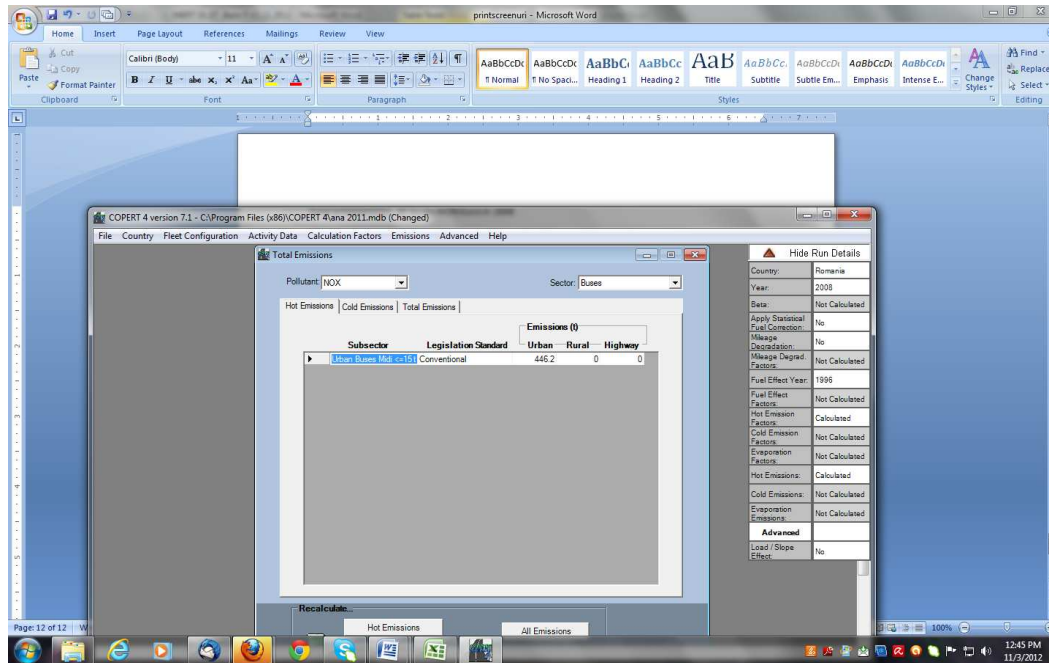 printscreenuri - Microsoft Word
Home Insert Page Layout References Mailings Review View
Cut
Copy
Paste
Format Painter
Clipboard
Calibri (Body) 11
Font
Paragraph
AaBbCcDc AaBbCcDc AaBbC AaBbCc AaB AaBbCc. AaBbCcDc AaBbCcDc AaBbCcDc
¶ Normal ¶ No Spaci... Heading 1 Heading 2 Title Subtitle Subtle Em... Emphasis Intense E...
Change Styles
Styles
Find
Replace
Select
Editing
COPERT 4 version 7.1 - C:\Program Files (x86)\COPERT 4\ana 2011.mdb (Changed)
File Country Fleet Configuration Activity Data Calculation Factors Emissions Advanced Help
Total Emissions
Pollutant: NOX Sector: Buses
Hot Emissions Cold Emissions Total Emissions
Emissions (t)
Subsector Legislation Standard Urban Rural Highway
Urban Buses Midi <=15 t Conventional 446.2 0 0
Recalculate...
Hot Emissions All Emissions
Hide Run Details
Country: Romania
Year: 2008
Beta: Not Calculated
Apply Statistical Fuel Correction: No
Mileage Degradation: No
Mileage Degrad. Factors: Not Calculated
Fuel Effect Year: 1996
Fuel Effect Factors: Not Calculated
Hot Emission Factors: Calculated
Cold Emission Factors: Not Calculated
Evaporation Factors: Not Calculated
Hot Emissions: Calculated
Cold Emissions: Not Calculated
Evaporation Emissions: Not Calculated
Advanced
Load / Slope Effect: No
Page: 12 of 12 W
100%
12:45 PM
11/3/2012